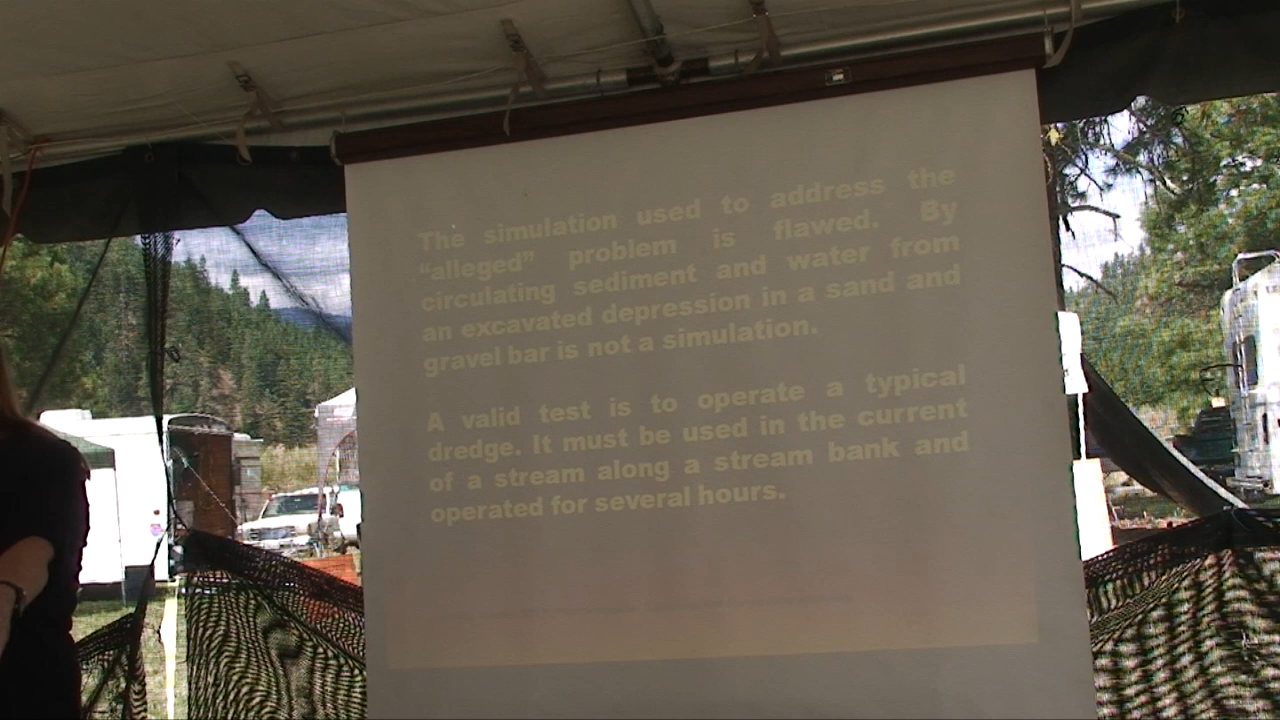 The simulation used to address the
“alleged” problem is flawed. By
circulating sediment and water from
an excavated depression in a sand and
gravel bar is not a simulation.
A valid test is to operate a typical
dredge. It must be used in the current
of a stream along a stream bank and
operated for several hours.